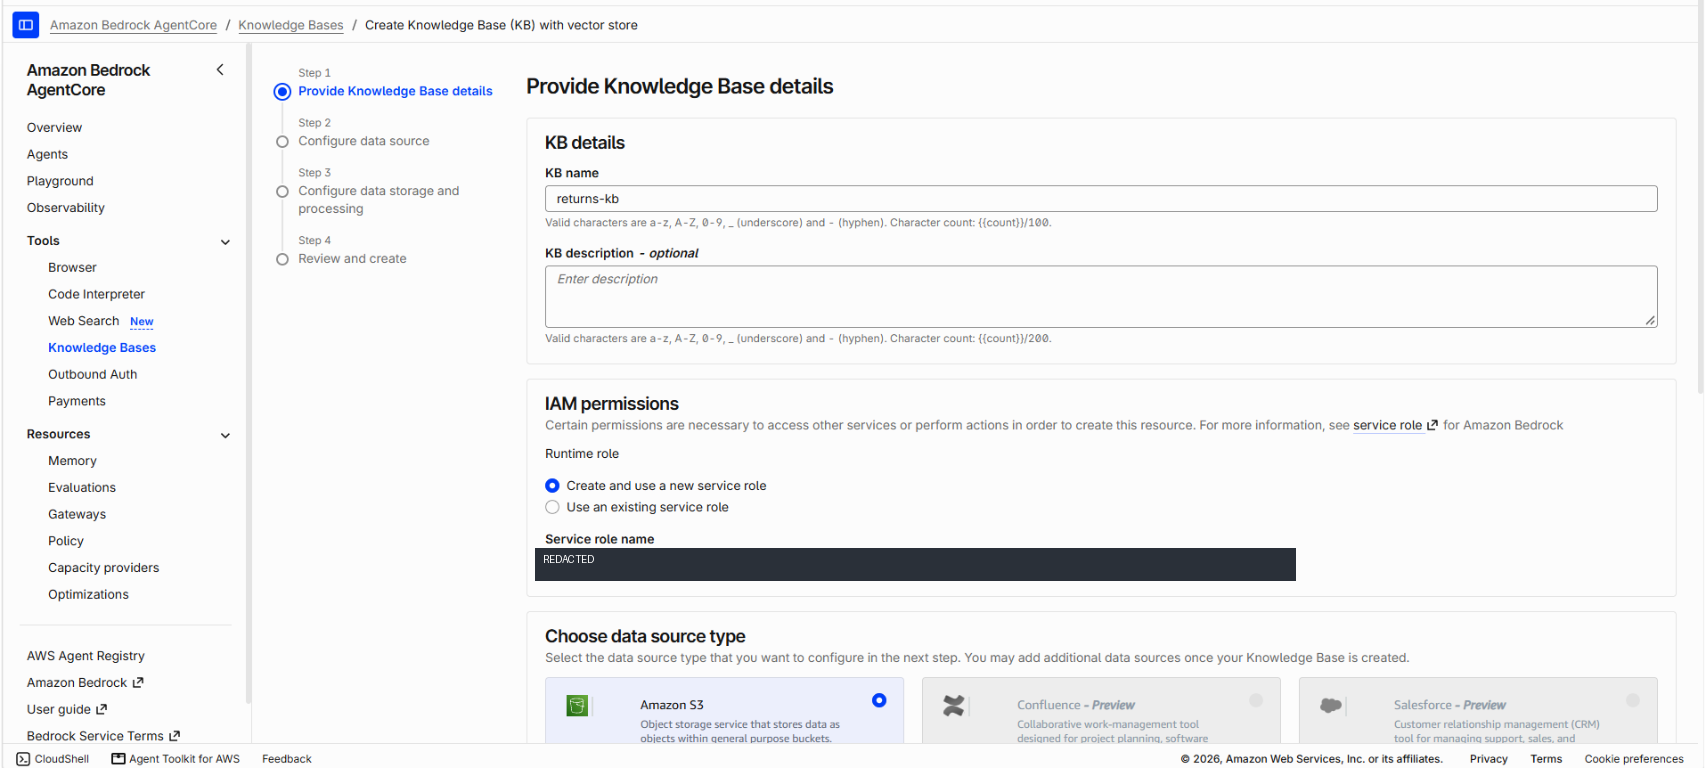 Amazon Bedrock AgentCore / Knowledge Bases / Create Knowledge Base (KB) with vector store
Amazon Bedrock
AgentCore
Overview
Agents
Playground
Observability
Tools
Browser
Code Interpreter
Web Search New
Knowledge Bases
Outbound Auth
Payments
Resources
Memory
Evaluations
Gateways
Policy
Capacity providers
Optimizations
AWS Agent Registry
Amazon Bedrock
User guide
Bedrock Service Terms
Step 1
Provide Knowledge Base details
Step 2
Configure data source
Step 3
Configure data storage and
processing
Step 4
Review and create
Provide Knowledge Base details
KB details
KB name
returns-kb
Valid characters are a-z, A-Z, 0-9, _ (underscore) and - (hyphen). Character count: {{count}}/100.
KB description - optional
Enter description
Valid characters are a-z, A-Z, 0-9, _ (underscore) and - (hyphen). Character count: {{count}}/200.
IAM permissions
Certain permissions are necessary to access other services or perform actions in order to create this resource. For more information, see service role for Amazon Bedrock
Runtime role
Create and use a new service role
Use an existing service role
Service role name
REDACTED
Choose data source type
Select the data source type that you want to configure in the next step. You may add additional data sources once your Knowledge Base is created.
Amazon S3
Object storage service that stores data as
objects within general purpose buckets.
Confluence - Preview
Collaborative work-management tool
designed for project planning, software
Salesforce - Preview
Customer relationship management (CRM)
tool for managing support, sales, and
CloudShell Agent Toolkit for AWS Feedback © 2026, Amazon Web Services, Inc. or its affiliates. Privacy Terms Cookie preferences